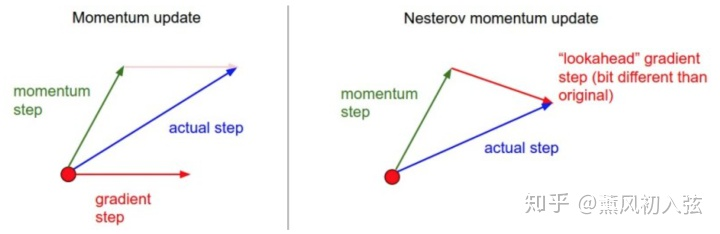 Momentum update
momentum
step
actual step
gradient
step
Nesterov momentum update
momentum
step
“lookahead” gradient
step (bit different than
original)
actual step
知乎 @薰风初入弦